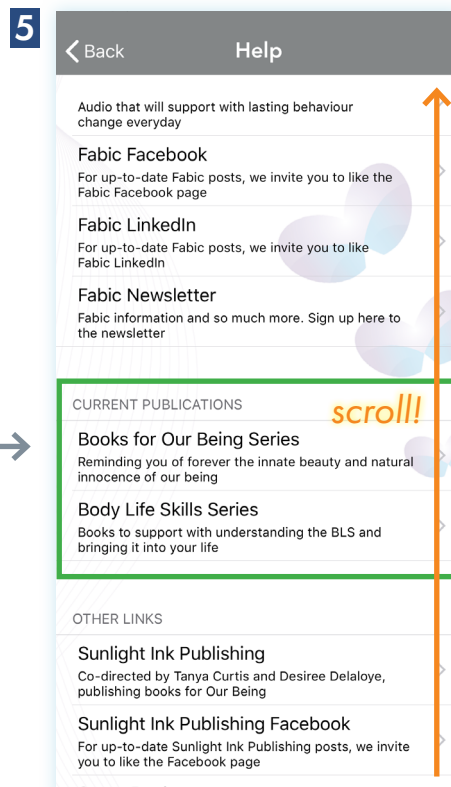 5
Back
Help
Audio that will support with lasting behaviour
change everyday
Fabic Facebook
For up-to-date Fabic posts, we invite you to like the
Fabic Facebook page
Fabic LinkedIn
For up-to-date Fabic posts, we invite you to like
Fabic LinkedIn
Fabic Newsletter
Fabic information and so much more. Sign up here to
the newsletter
CURRENT PUBLICATIONS
scroll!
Books for Our Being Series
Reminding you of forever the innate beauty and natural
innocence of our being
Body Life Skills Series
Books to support with understanding the BLS and
bringing it into your life
OTHER LINKS
Sunlight Ink Publishing
Co-directed by Tanya Curtis and Desiree Delaloye,
publishing books for Our Being
Sunlight Ink Publishing Facebook
For up-to-date Sunlight Ink Publishing posts, we invite
you to like the Facebook page